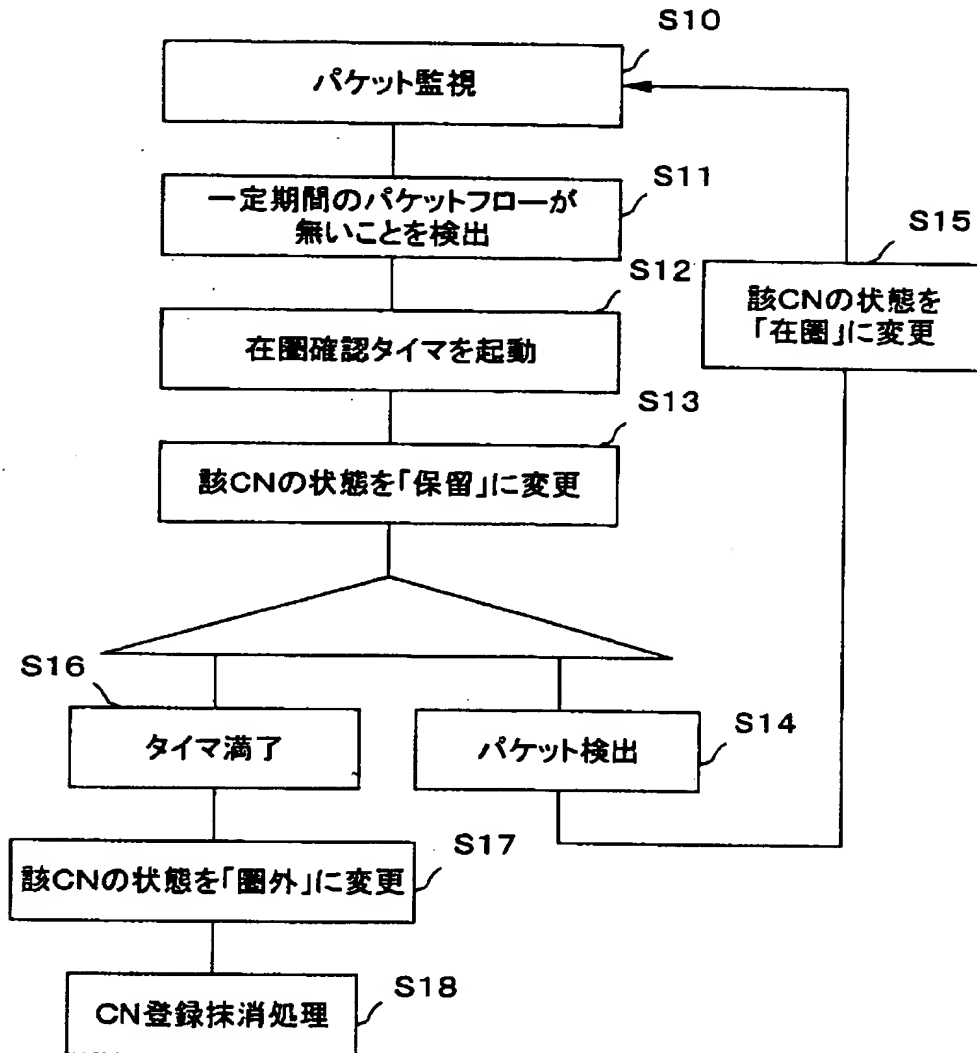 S10
パケット監視
S11
一定期間のパケットフローが
無いことを検出
S12
在圏確認タイマを起動
S13
該CNの状態を「保留」に変更
S14
パケット検出
S15
該CNの状態を
「在圏」に変更
S16
タイマ満了
S17
該CNの状態を「圏外」に変更
S18
CN登録抹消処理